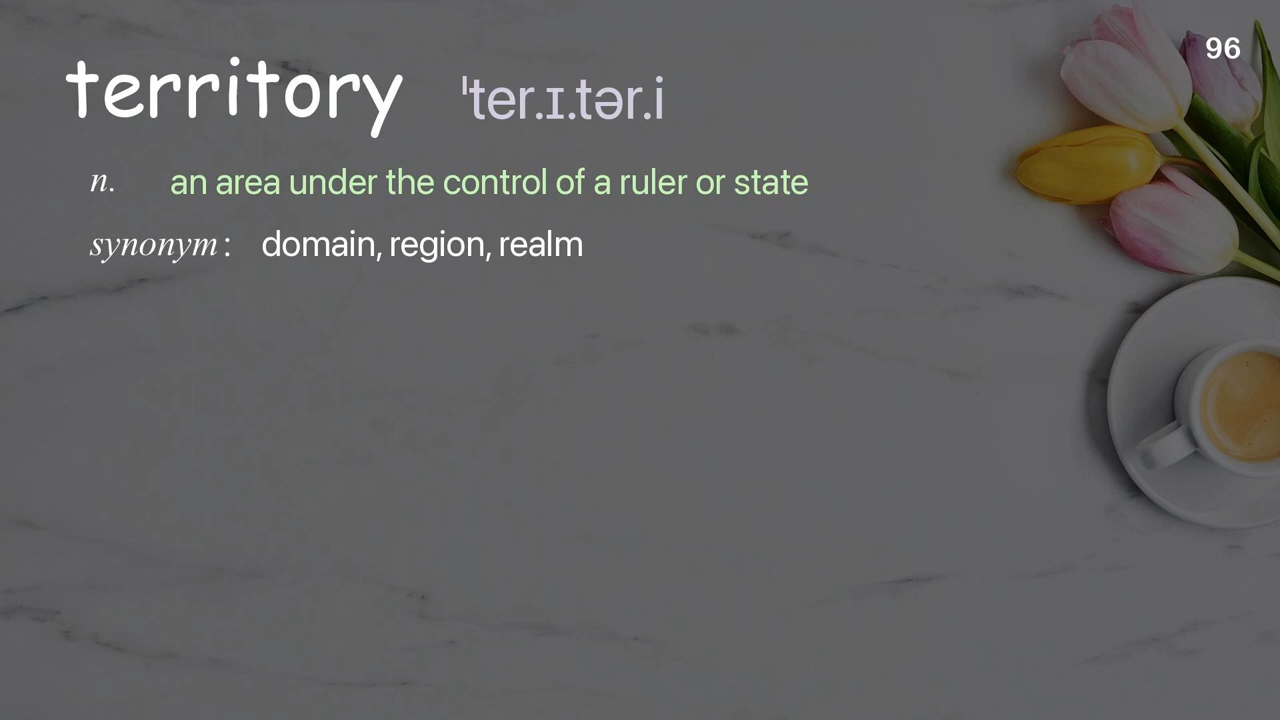 96
territory ˈter.ɪ.tər.i
n. an area under the control of a ruler or state
synonym: domain, region, realm